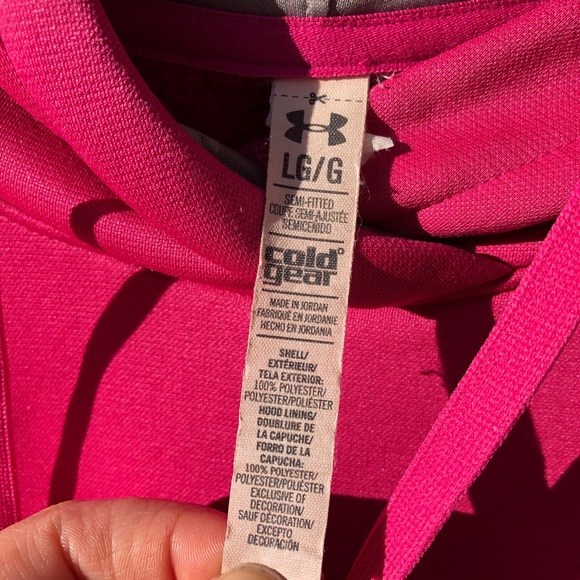 LG/G
SEMI-FITTED
COUPE SEMI-AJUSTÉE
SEMICENIDO
cold
gear
MADE IN JORDAN
FABRIQUÉ EN JORDANIE
HECHO EN JORDANIA
SHELL/
EXTÉRIEUR/
TELA EXTERIOR:
100% POLYESTER/
POLYESTER/POLIÉSTER
HOOD LINING/
DOUBLURE DE
LA CAPUCHE/
FORRO DE LA
CAPUCHA:
100% POLYESTER/
POLYESTER/POLIÉSTER
EXCLUSIVE OF
DECORATION/
SAUF DÉCORATION/
EXCEPTO
DECORACIÓN